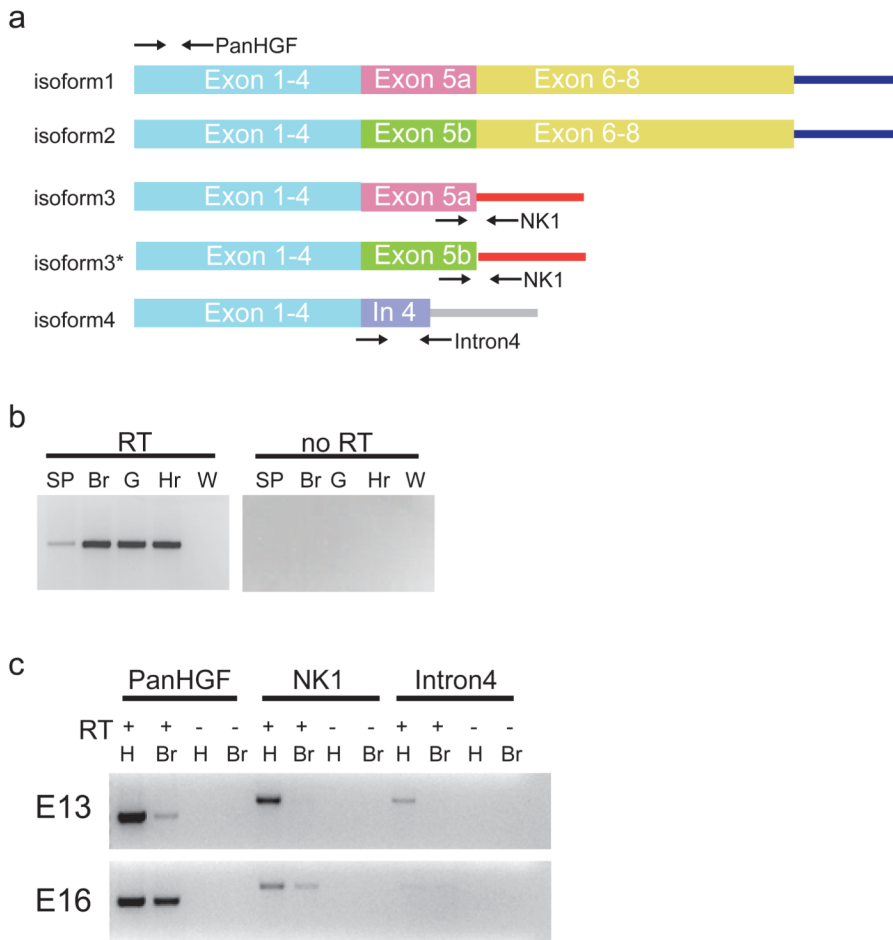 a
PanHGF
isoform1 Exon 1-4 Exon 5a Exon 6-8
isoform2 Exon 1-4 Exon 5b Exon 6-8
isoform3 Exon 1-4 Exon 5a
NK1
isoform3* Exon 1-4 Exon 5b
NK1
isoform4 Exon 1-4 In 4
Intron4
b
RT no RT
SP Br G Hr W SP Br G Hr W
c
PanHGF NK1 Intron4
RT + + - - + + - - + + - -
H Br H Br H Br H Br H Br H Br
E13
E16